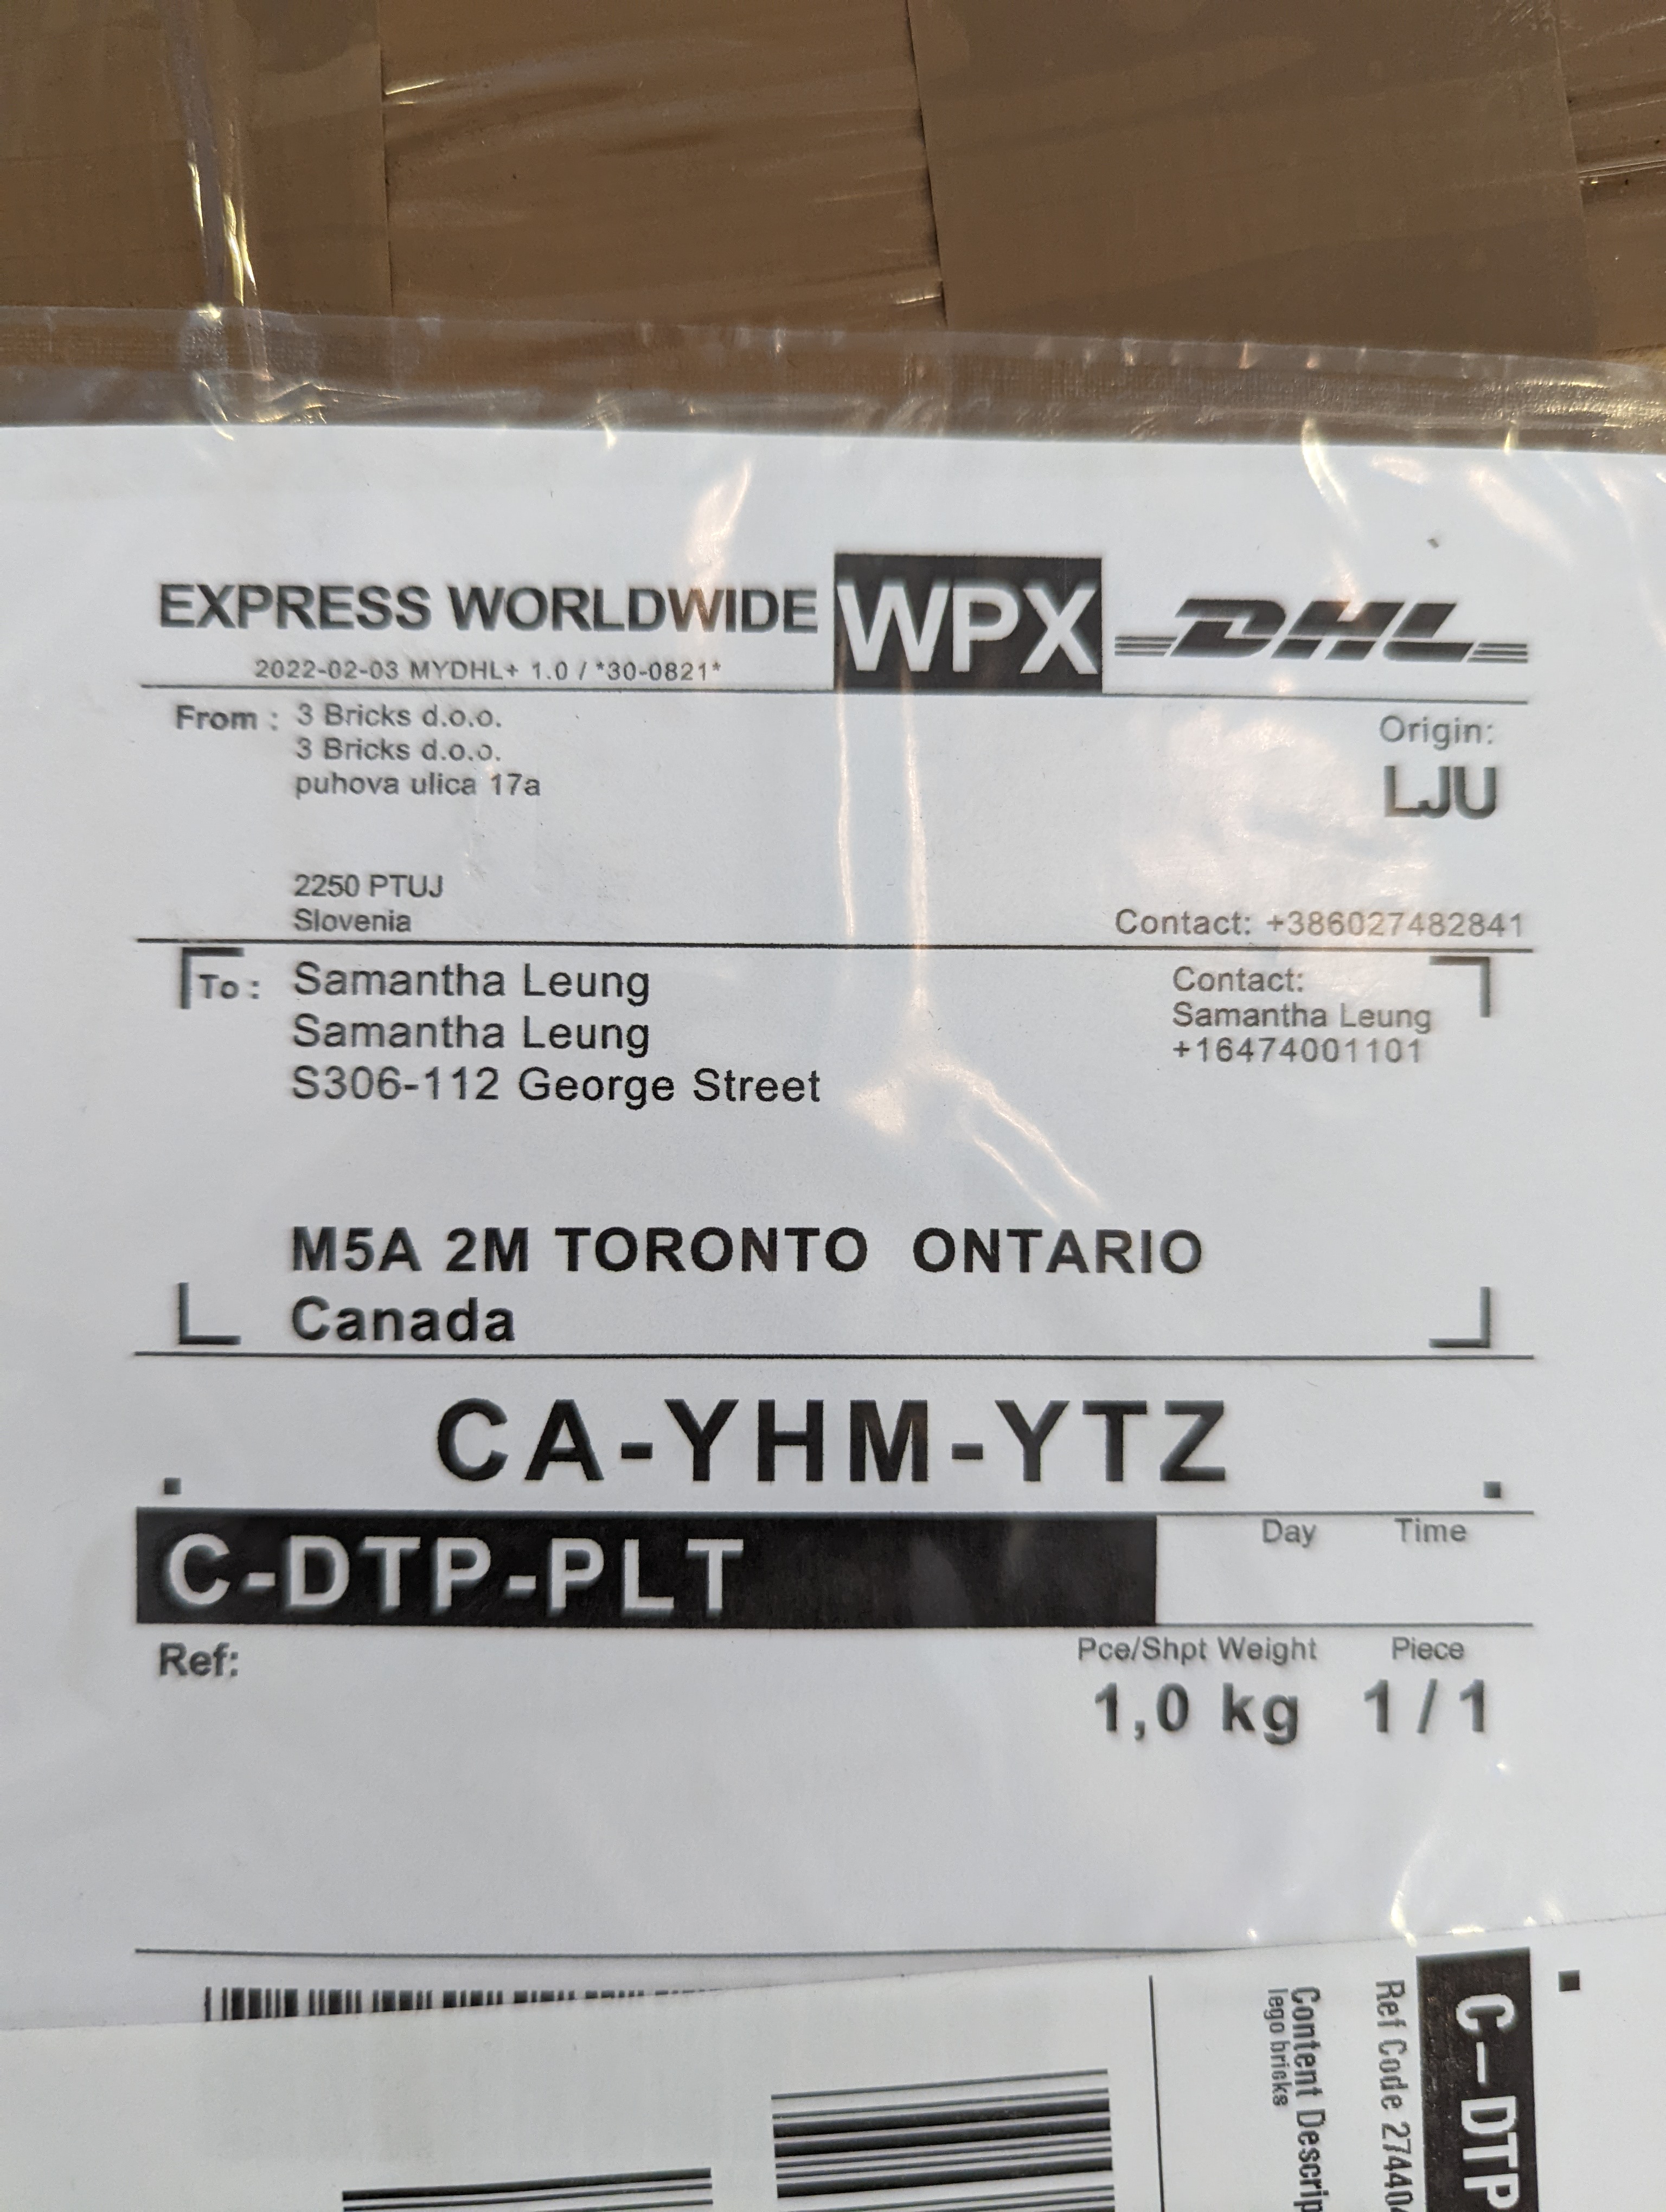 EXPRESS WORLDWIDE WPX DHL
2022-02-03 MYDHL+ 1.0 / *30-0821*
From : 3 Bricks d.o.o.
3 Bricks d.o.o.
puhova ulica 17a
2250 PTUJ
Slovenia
Origin:
LJU
Contact: +386027482841
To : Samantha Leung
Samantha Leung
S306-112 George Street
Contact:
Samantha Leung
+16474001101
M5A 2M TORONTO ONTARIO
Canada
CA-YHM-YTZ
C-DTP-PLT
Day Time
Ref:
Pce/Shpt Weight Piece
1,0 kg 1 / 1
C-DTP
Ref Code 27440
Content Descrip
lego bricks